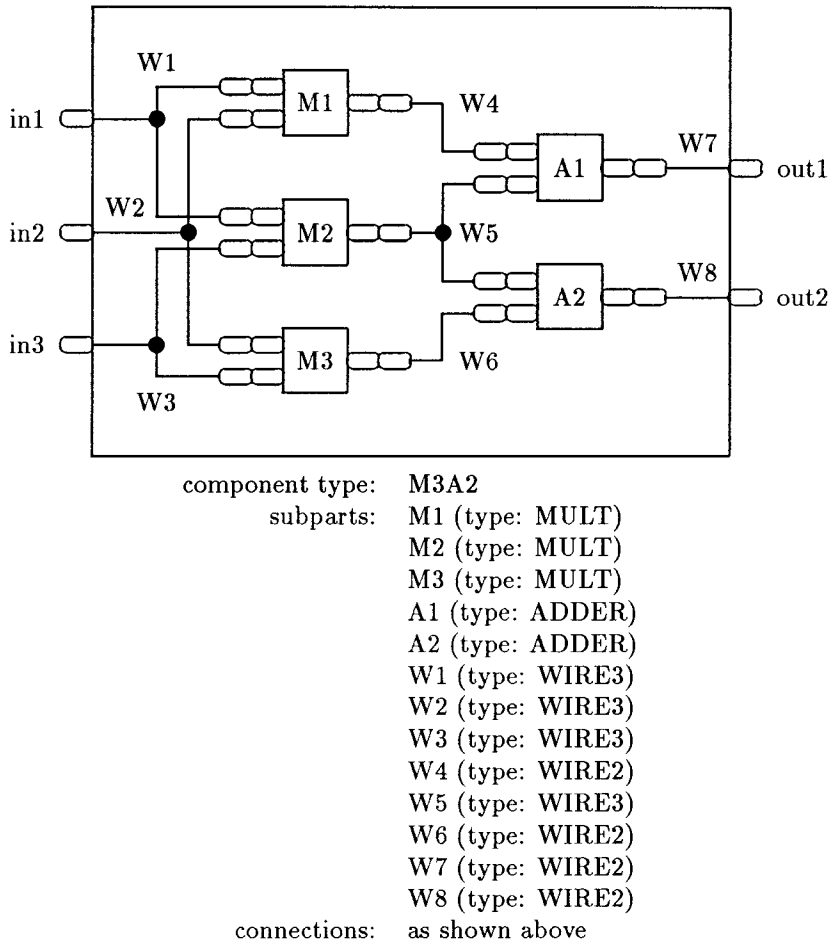 W1
M1
W4
in1
A1
W7
out1
W2
in2
M2
W5
A2
W8
out2
in3
M3
W6
W3
component type: M3A2
subparts: M1 (type: MULT)
M2 (type: MULT)
M3 (type: MULT)
A1 (type: ADDER)
A2 (type: ADDER)
W1 (type: WIRE3)
W2 (type: WIRE3)
W3 (type: WIRE3)
W4 (type: WIRE2)
W5 (type: WIRE3)
W6 (type: WIRE2)
W7 (type: WIRE2)
W8 (type: WIRE2)
connections: as shown above